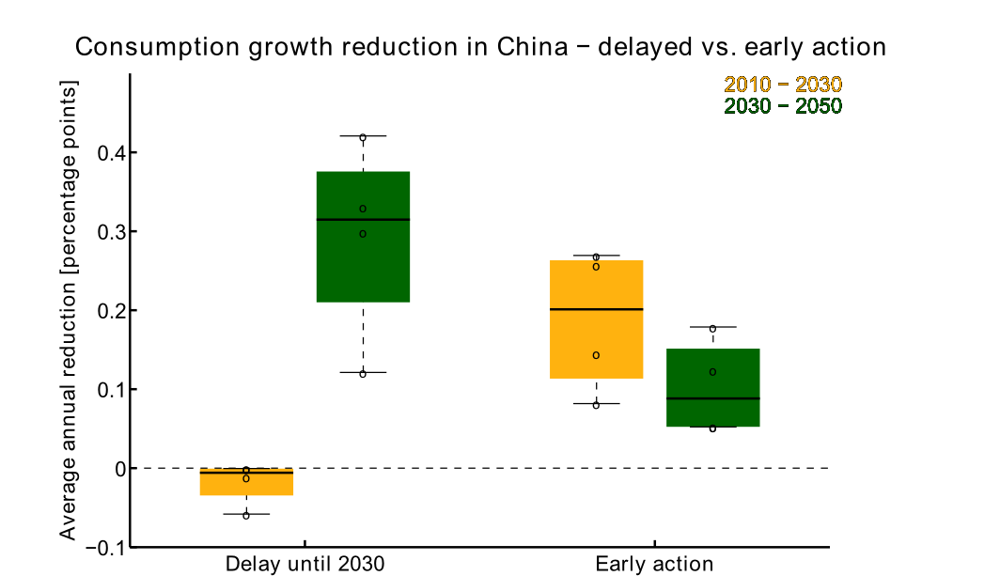 Consumption growth reduction in China − delayed vs. early action
2010 − 2030
2030 − 2050
Average annual reduction [percentage points]
0.4
0.3
0.2
0.1
0
−0.1
Delay until 2030
Early action